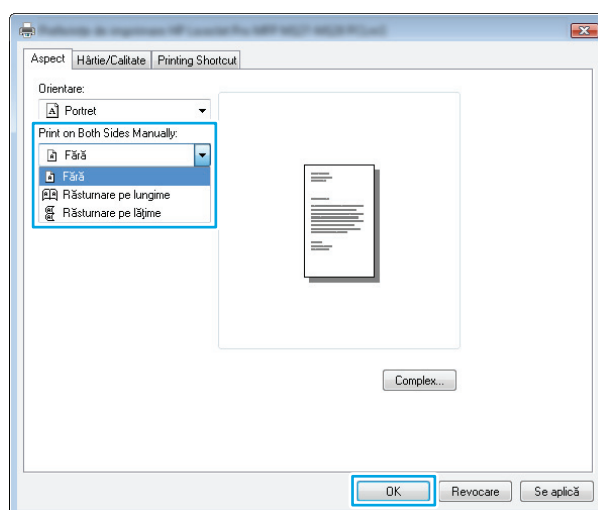 Aspect
Hârtie/Calitate
Printing Shortcut
Orientare:
Portret
Print on Both Sides Manually:
Fără
Fără
Răsturnare pe lungime
Răsturnare pe lăţime
Complex...
OK
Revocare
Se aplică